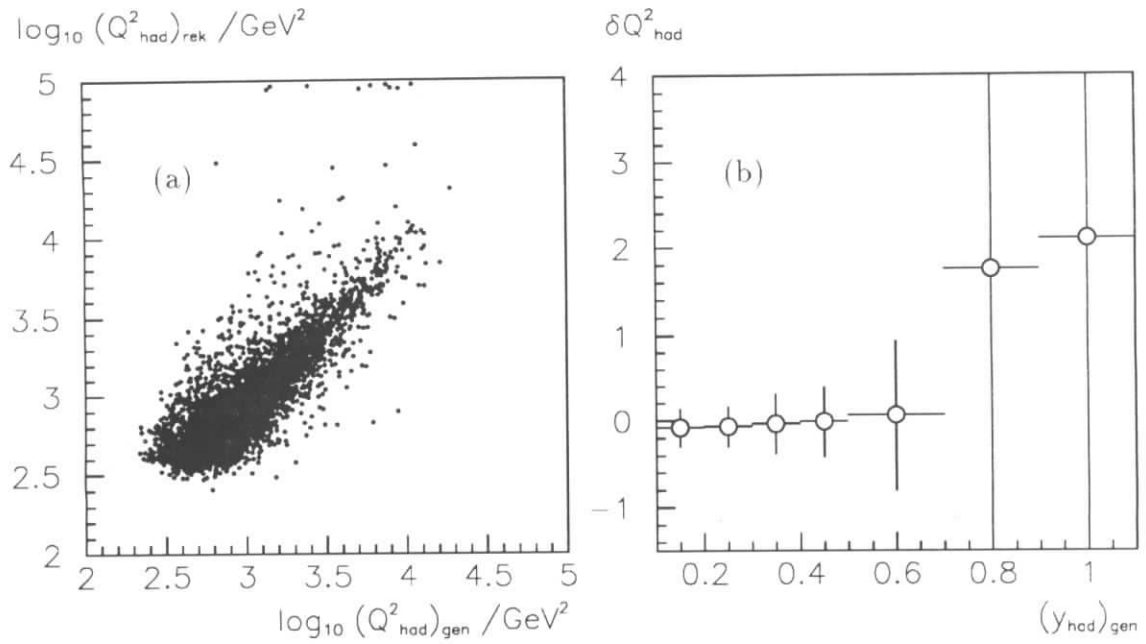 log₁₀ (Q²had)rek /GeV²
5
4.5
4
3.5
3
2.5
2
(a)
2 2.5 3 3.5 4 4.5 5
log₁₀ (Q²had)gen /GeV²
δQ²had
4
3
2
1
0
−1
(b)
0.2 0.4 0.6 0.8 1
(yhad)gen